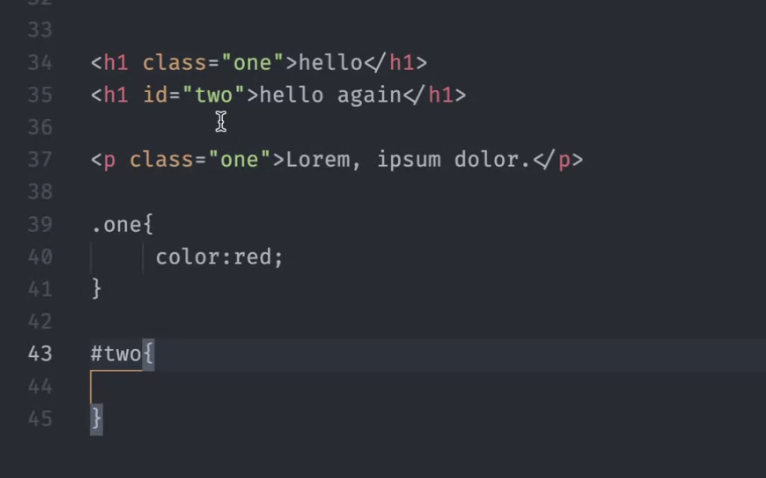 33
34 <h1 class="one">hello</h1>
35 <h1 id="two">hello again</h1>
36
37 <p class="one">Lorem, ipsum dolor.</p>
38
39 .one{
40 color:red;
41 }
42
43 #two{
44
45 }